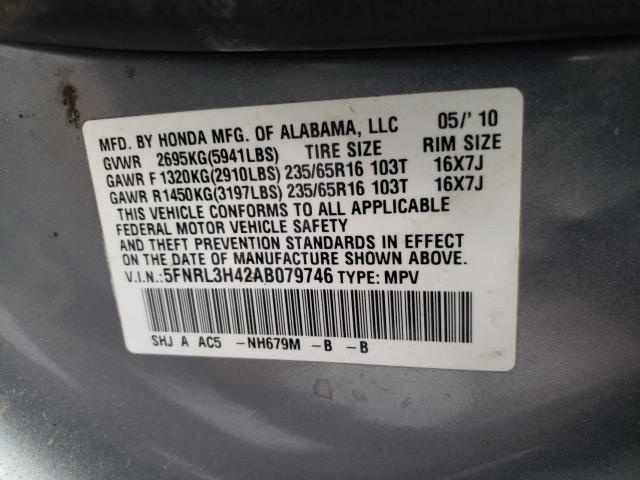 MFD. BY HONDA MFG. OF ALABAMA, LLC 05/' 10
GVWR 2695KG(5941LBS) TIRE SIZE RIM SIZE
GAWR F 1320KG(2910LBS) 235/65R16 103T 16X7J
GAWR R1450KG(3197LBS) 235/65R16 103T 16X7J
THIS VEHICLE CONFORMS TO ALL APPLICABLE
FEDERAL MOTOR VEHICLE SAFETY
AND THEFT PREVENTION STANDARDS IN EFFECT
ON THE DATE OF MANUFACTURE SHOWN ABOVE.
V.I.N.: 5FNRL3H42AB079746 TYPE: MPV
SHJ A AC5 -NH679M -B -B